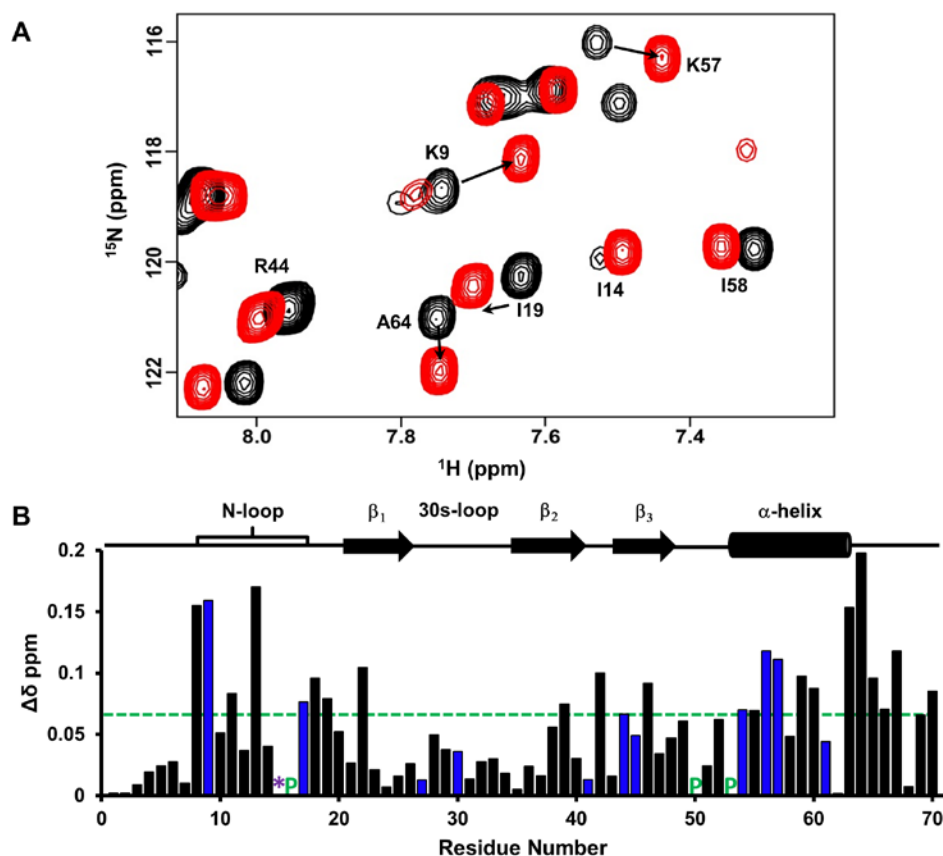 A
116
118
120
122
15N (ppm)
K57
K9
R44
A64
I19
I14
I58
8.0 7.8 7.6 7.4
1H (ppm)
B
N-loop β1 30s-loop β2 β3 α-helix
0.2
0.15
0.1
0.05
0
Δδ ppm
*P P P
0 10 20 30 40 50 60 70
Residue Number